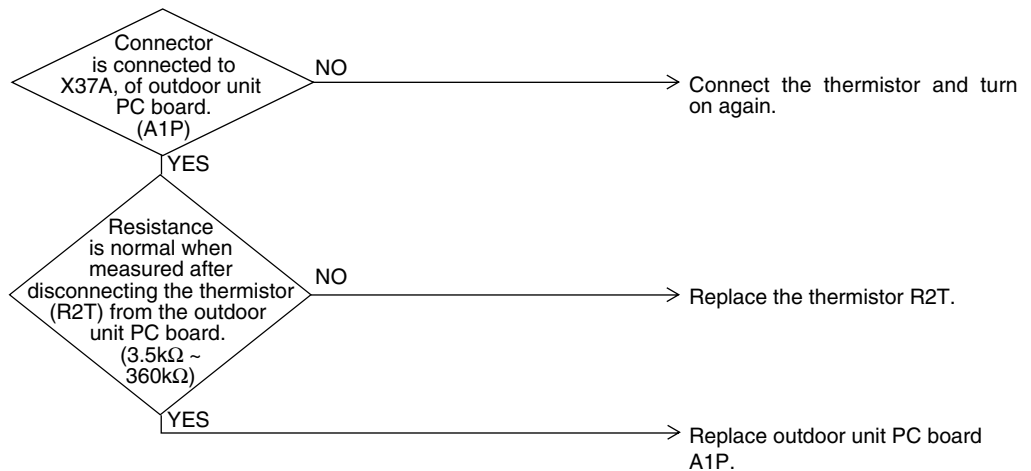 Connector
is connected to
X37A, of outdoor unit
PC board.
(A1P)
NO
Connect the thermistor and turn
on again.
YES
Resistance
is normal when
measured after
disconnecting the thermistor
(R2T) from the outdoor
unit PC board.
(3.5kΩ ~
360kΩ)
NO
Replace the thermistor R2T.
YES
Replace outdoor unit PC board
A1P.